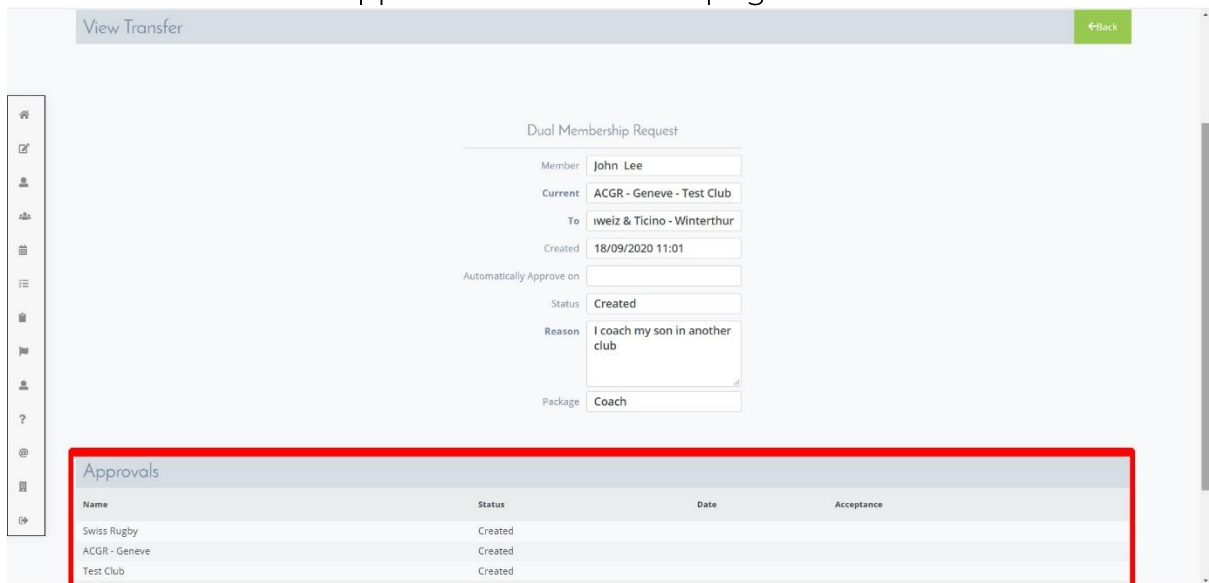 View Transfer
Back
Dual Membership Request
Member John Lee
Current ACGR - Geneve - Test Club
To weiz & Ticino - Winterthur
Created 18/09/2020 11:01
Automatically Approve on
Status Created
Reason I coach my son in another
club
Package Coach
Approvals
Name Status Date Acceptance
Swiss Rugby Created
ACGR - Geneve Created
Test Club Created